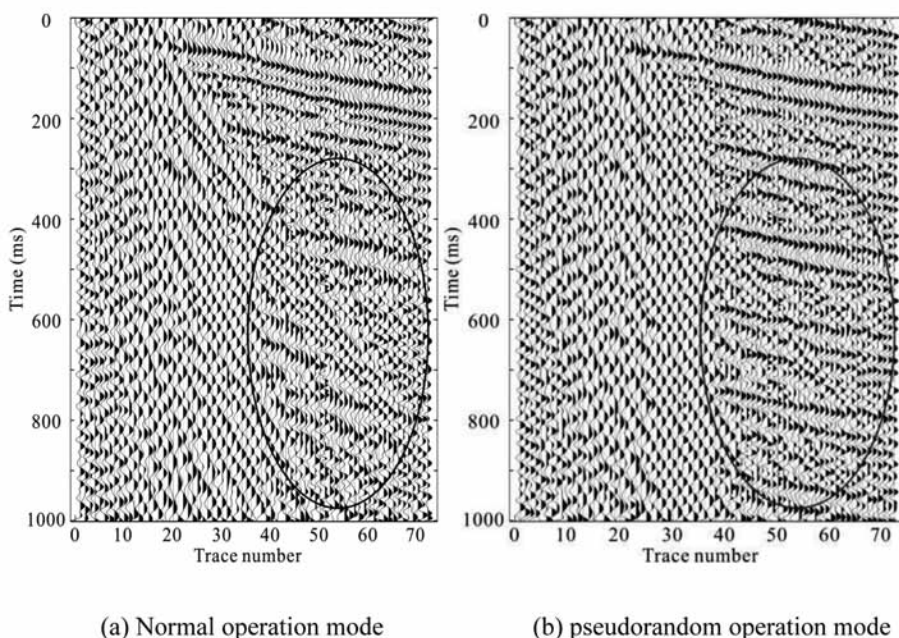 0
200
400
600
800
1000
Time (ms)
0 10 20 30 40 50 60 70
Trace number
(a) Normal operation mode
0
200
400
600
800
1000
Time (ms)
0 10 20 30 40 50 60 70
Trace number
(b) pseudorandom operation mode